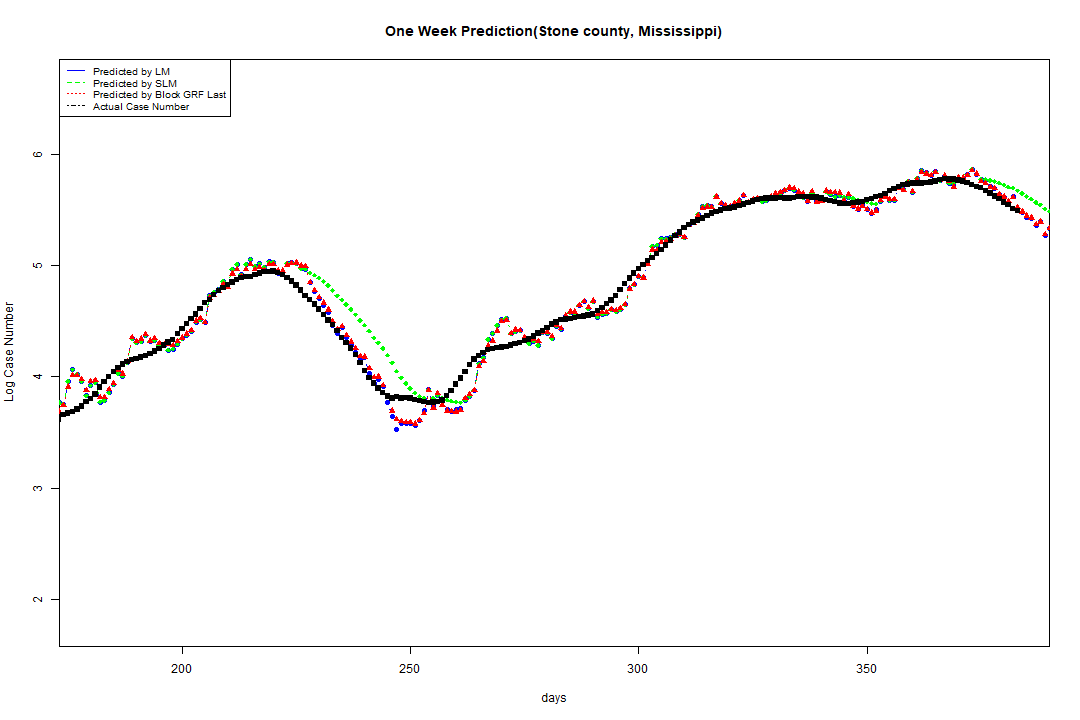 One Week Prediction(Stone county, Mississippi)
Predicted by LM
Predicted by SLM
Predicted by Block GRF Last
Actual Case Number
6
5
4
3
2
Log Case Number
200 250 300 350
days